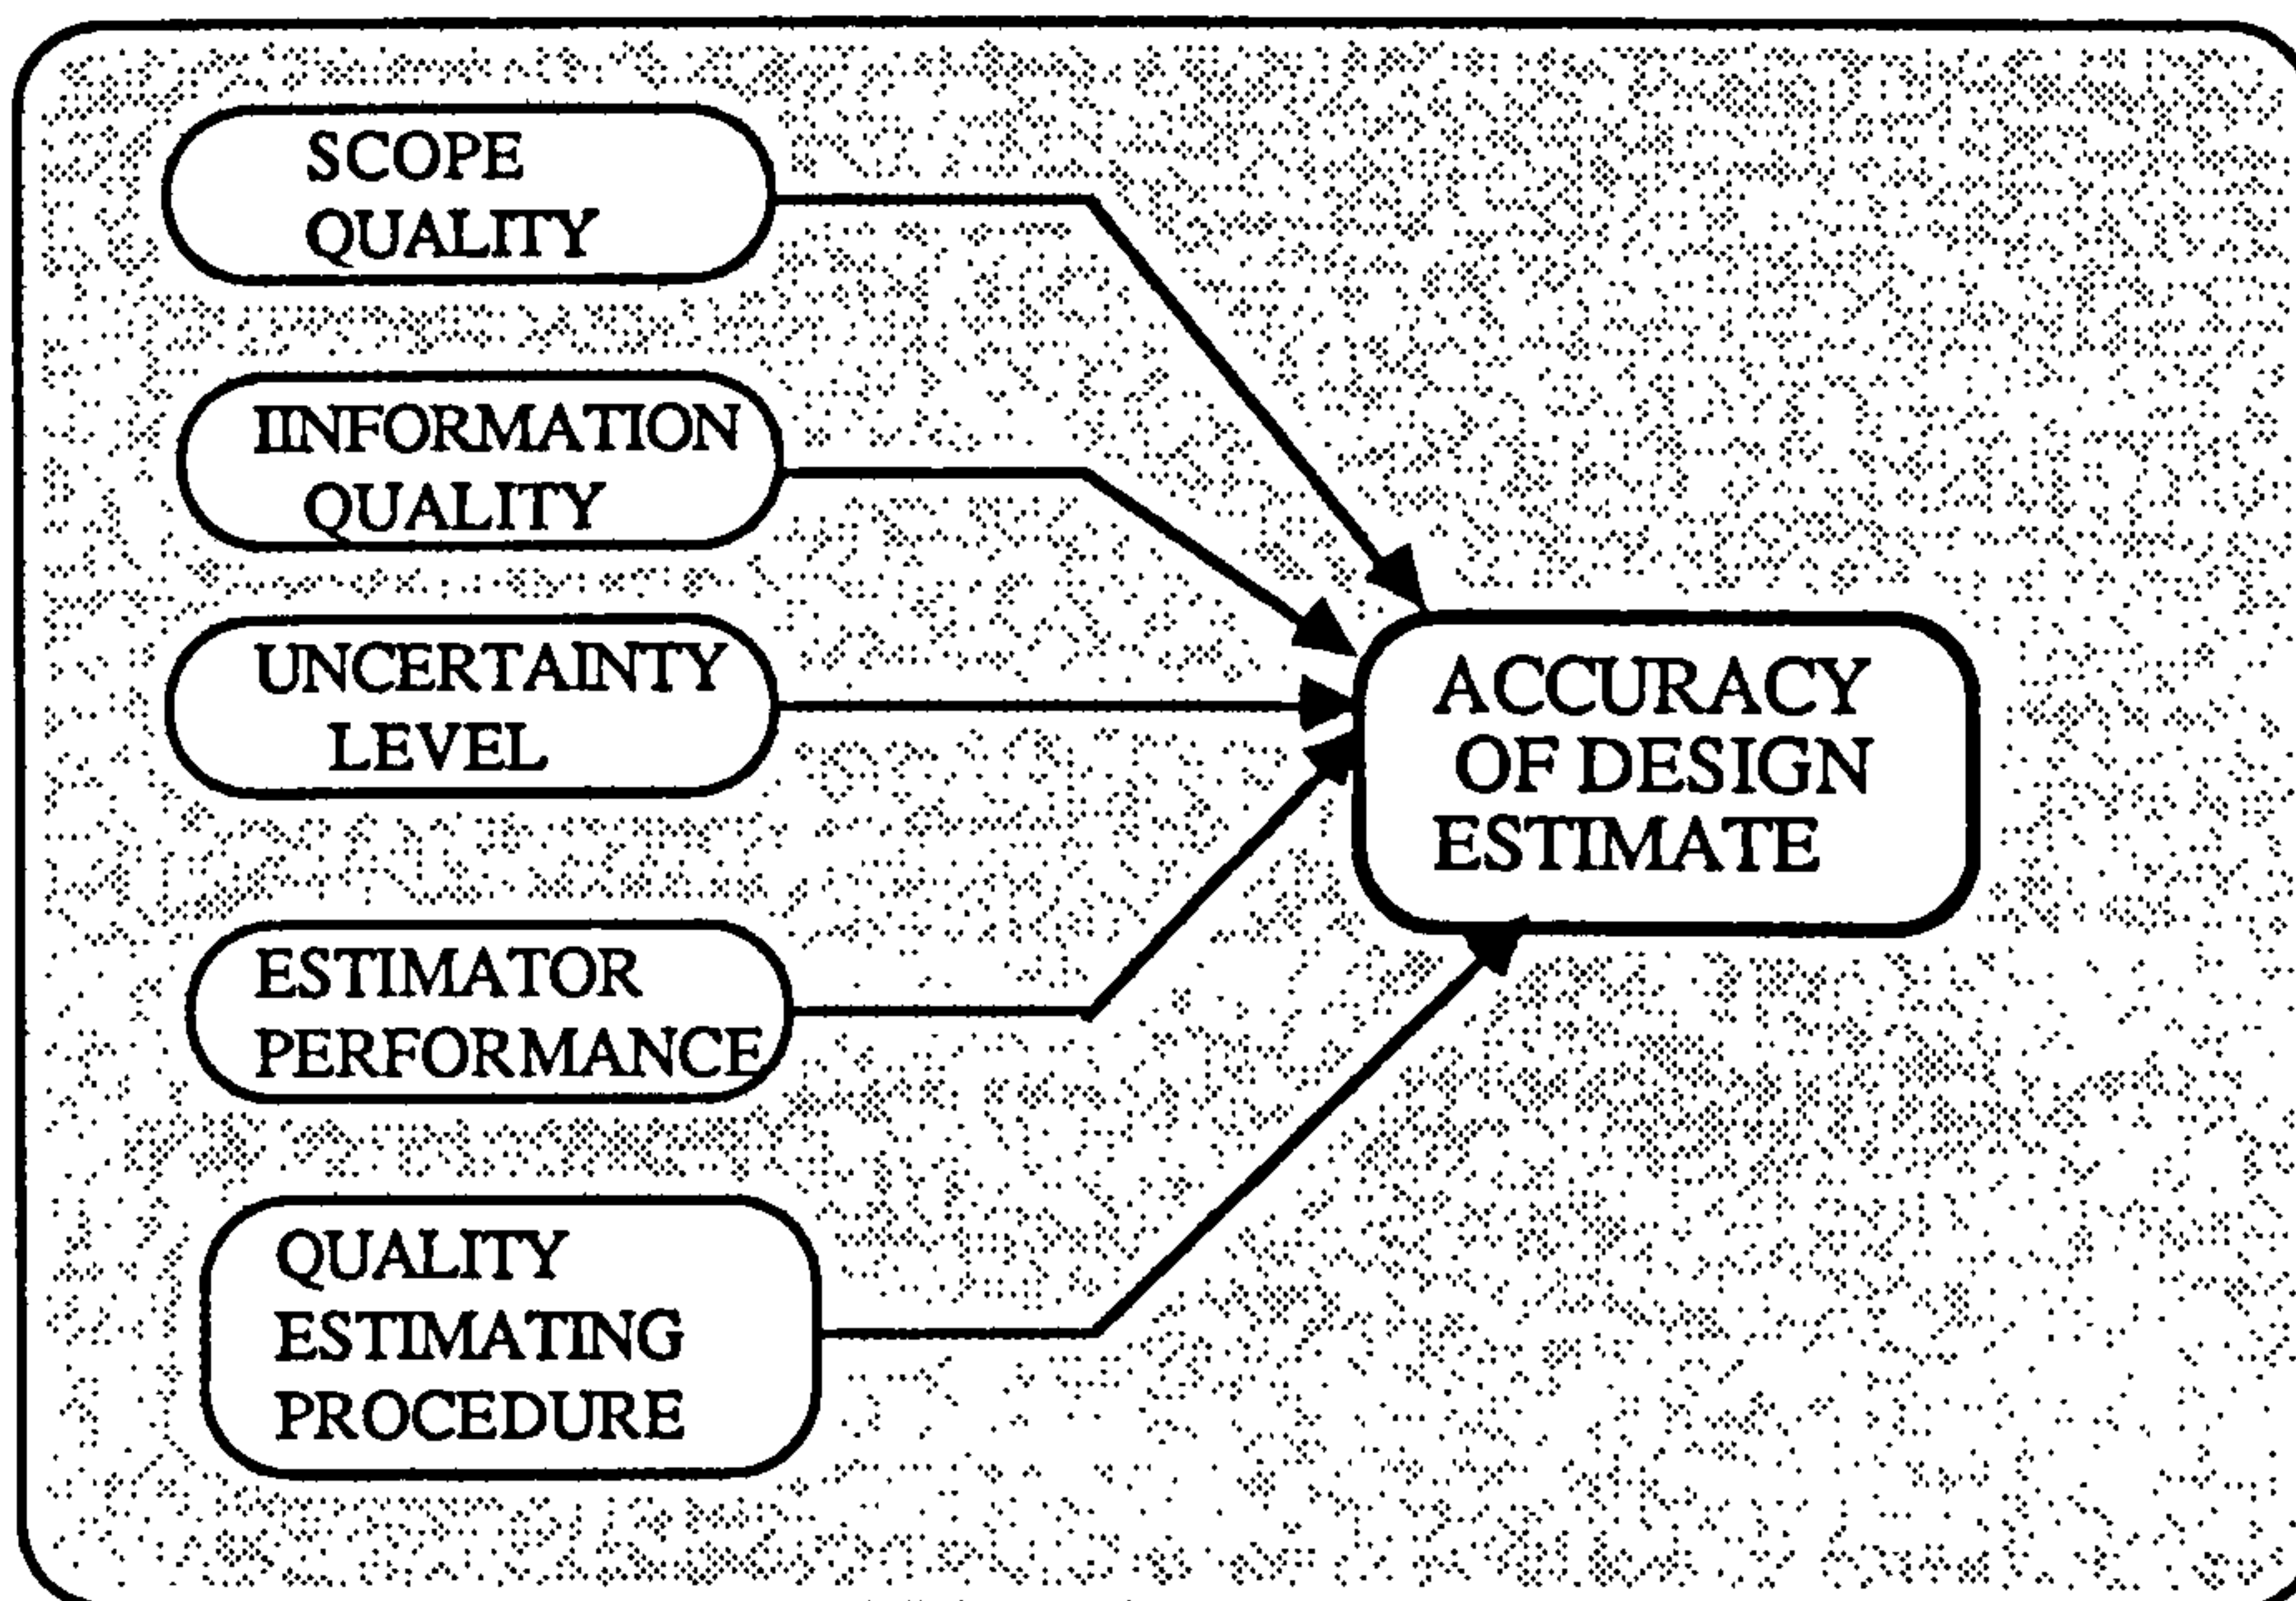 SCOPE
QUALITY
IINFORMATION
QUALITY
UNCERTAINTY
LEVEL
ESTIMATOR
PERFORMANCE
QUALITY
ESTIMATING
PROCEDURE
ACCURACY
OF DESIGN
ESTIMATE